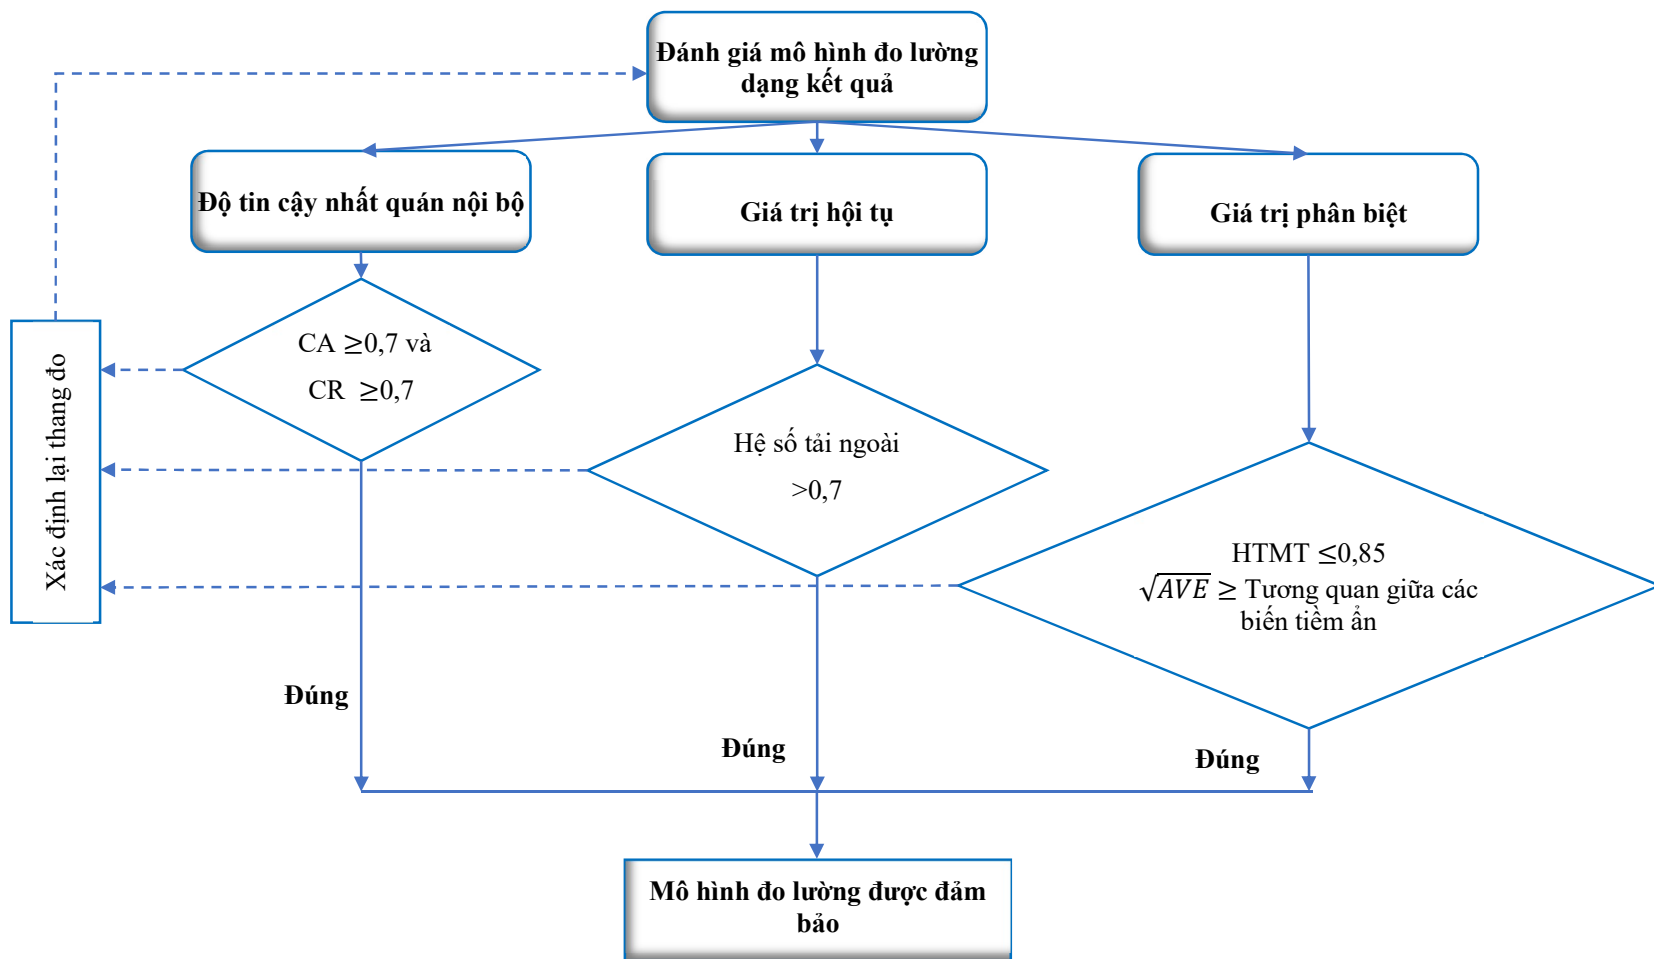 Đánh giá mô hình đo lường
dạng kết quả
Độ tin cậy nhất quán nội bộ
Giá trị hội tụ
Giá trị phân biệt
CA ≥0,7 và
CR ≥0,7
Xác định lại thang đo
Hệ số tải ngoài
>0,7
HTMT ≤0,85
√AVE ≥ Tương quan giữa các
biến tiềm ẩn
Đúng
Đúng
Đúng
Mô hình đo lường được đảm
bảo